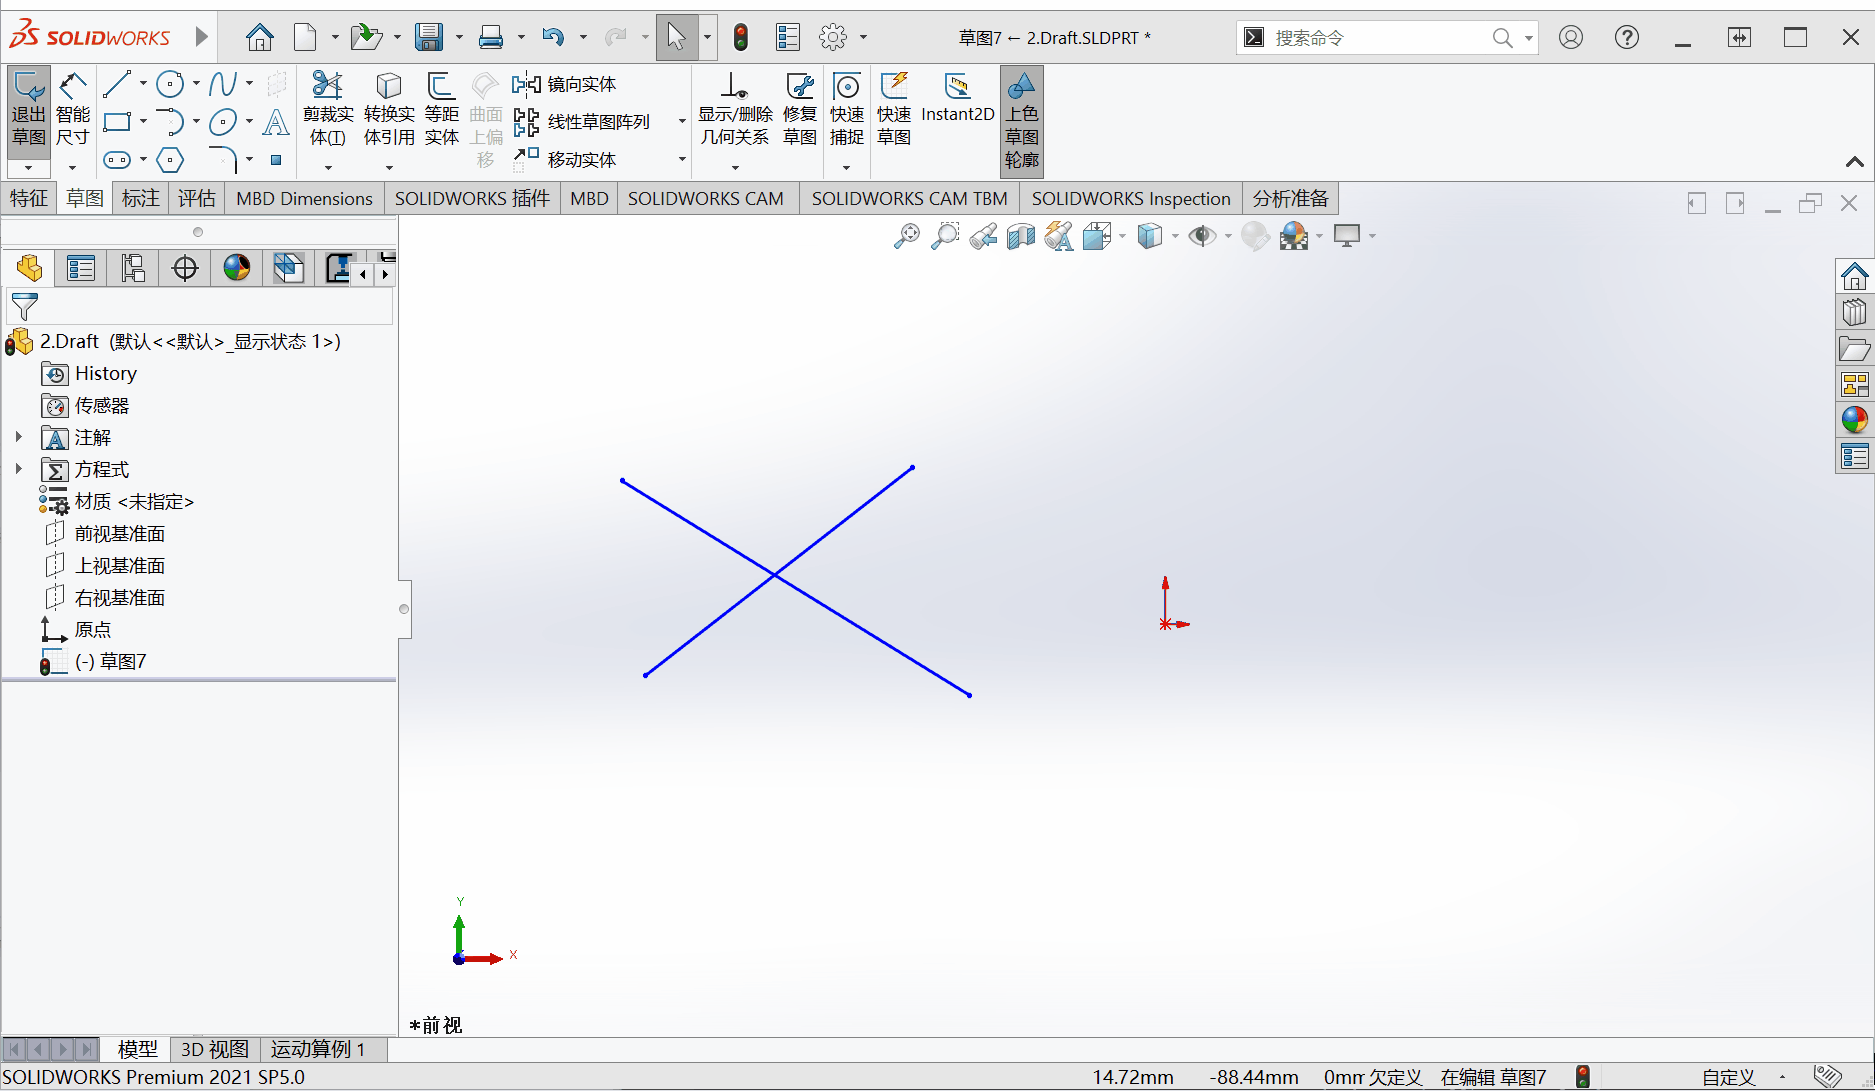 SOLIDWORKS
草图7 ← 2.Draft.SLDPRT *
搜索命令
退出草图
智能尺寸
剪裁实体(T)
转换实体引用
等距实体
曲面上偏移
镜向实体
线性草图阵列
移动实体
显示/删除几何关系
修复草图
快速捕捉
快速草图
Instant2D
上色草图轮廓
特征 草图 标注 评估 MBD Dimensions SOLIDWORKS 插件 MBD SOLIDWORKS CAM SOLIDWORKS CAM TBM SOLIDWORKS Inspection 分析准备
2.Draft (默认<<默认>_显示状态 1>)
History
传感器
注解
方程式
材质 <未指定>
前视基准面
上视基准面
右视基准面
原点
(-) 草图7
Y
X
*前视
模型 3D 视图 运动算例 1
SOLIDWORKS Premium 2021 SP5.0 14.72mm -88.44mm 0mm 欠定义 在编辑 草图7 自定义